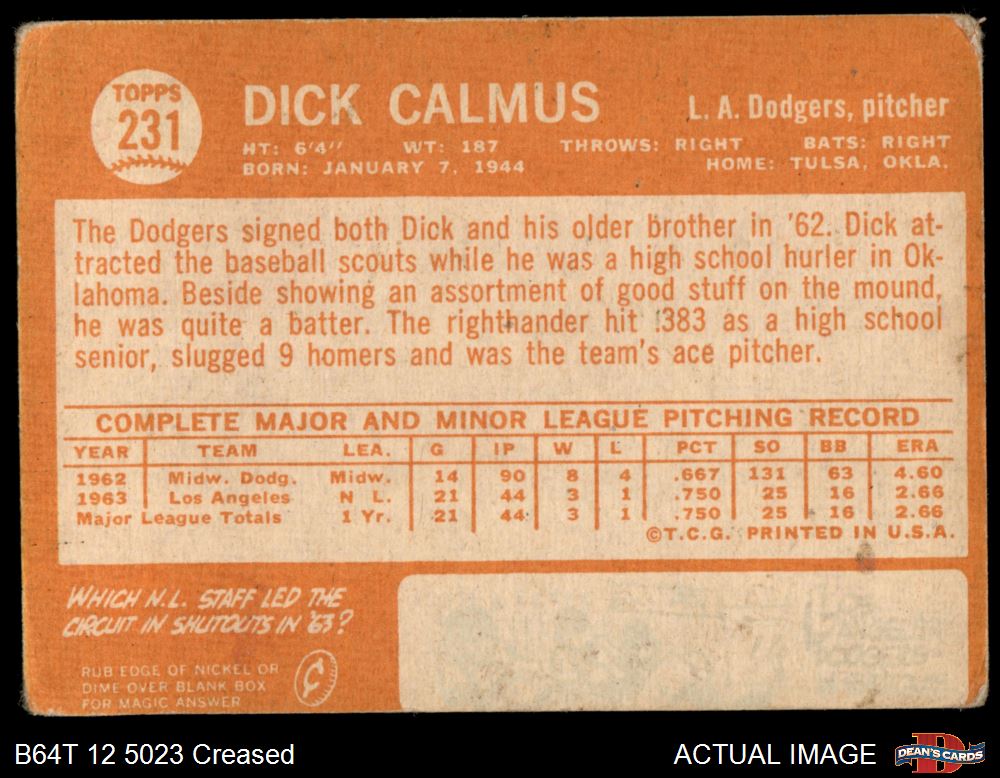 TOPPS
231
DICK CALMUS
L. A. Dodgers, pitcher
HT: 6'4" WT: 187 THROWS: RIGHT BATS: RIGHT
BORN: JANUARY 7, 1944 HOME: TULSA, OKLA.
The Dodgers signed both Dick and his older brother in '62. Dick at-
tracted the baseball scouts while he was a high school hurler in Ok-
lahoma. Beside showing an assortment of good stuff on the mound,
he was quite a batter. The righthander hit .383 as a high school
senior, slugged 9 homers and was the team's ace pitcher.
COMPLETE MAJOR AND MINOR LEAGUE PITCHING RECORD
YEAR TEAM LEA. G IP W L PCT SO BB ERA
1962 Midw. Dodg. Midw. 14 90 8 4 .667 131 63 4.60
1963 Los Angeles N L. 21 44 3 1 .750 25 16 2.66
Major League Totals 1 Yr. 21 44 3 1 .750 25 16 2.66
©T.C.G. PRINTED IN U.S.A.
WHICH N.L. STAFF LED THE
CIRCUIT IN SHUTOUTS IN '63?
RUB EDGE OF NICKEL OR
DIME OVER BLANK BOX
FOR MAGIC ANSWER
B64T 12 5023 Creased
ACTUAL IMAGE
DEAN'S CARDS